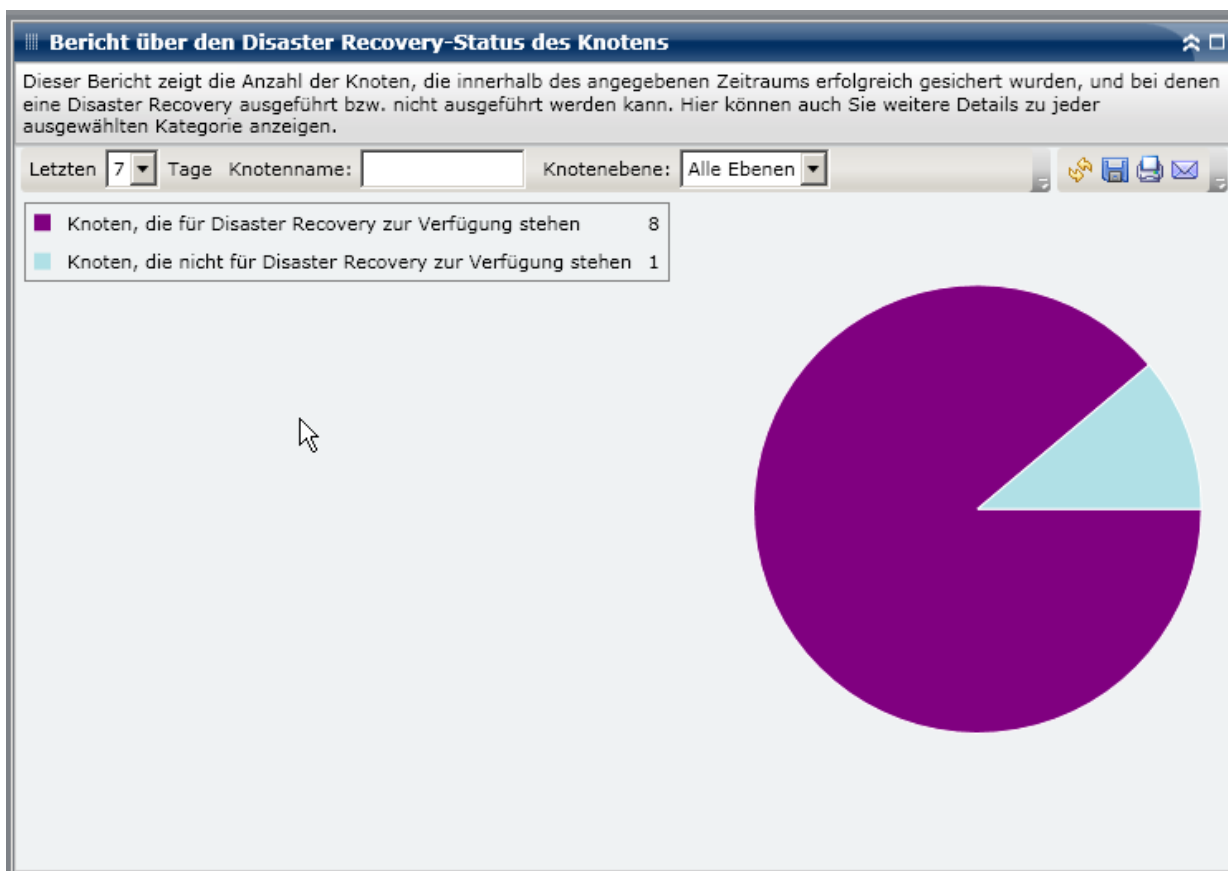 Bericht über den Disaster Recovery-Status des Knotens
Dieser Bericht zeigt die Anzahl der Knoten, die innerhalb des angegebenen Zeitraums erfolgreich gesichert wurden, und bei denen
eine Disaster Recovery ausgeführt bzw. nicht ausgeführt werden kann. Hier können auch Sie weitere Details zu jeder
ausgewählten Kategorie anzeigen.
Letzten 7 Tage Knotenname: Knotenebene: Alle Ebenen
Knoten, die für Disaster Recovery zur Verfügung stehen 8
Knoten, die nicht für Disaster Recovery zur Verfügung stehen 1